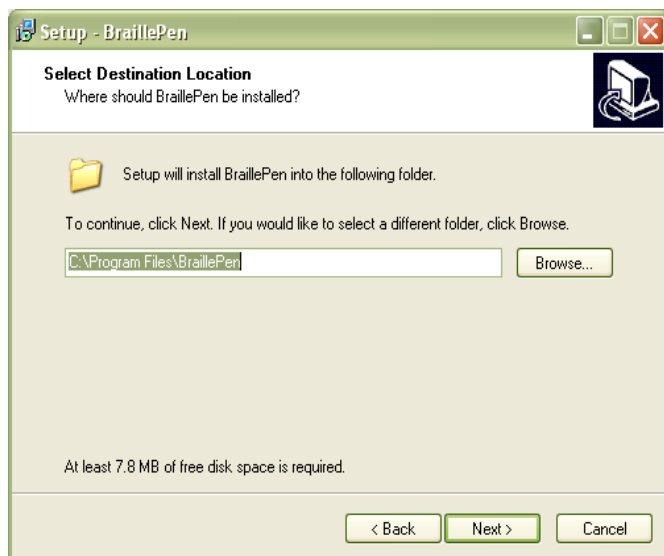 Setup - BraillePen
Select Destination Location
Where should BraillePen be installed?
Setup will install BraillePen into the following folder.
To continue, click Next. If you would like to select a different folder, click Browse.
C:\Program Files\BraillePen
Browse...
At least 7.8 MB of free disk space is required.
< Back
Next >
Cancel